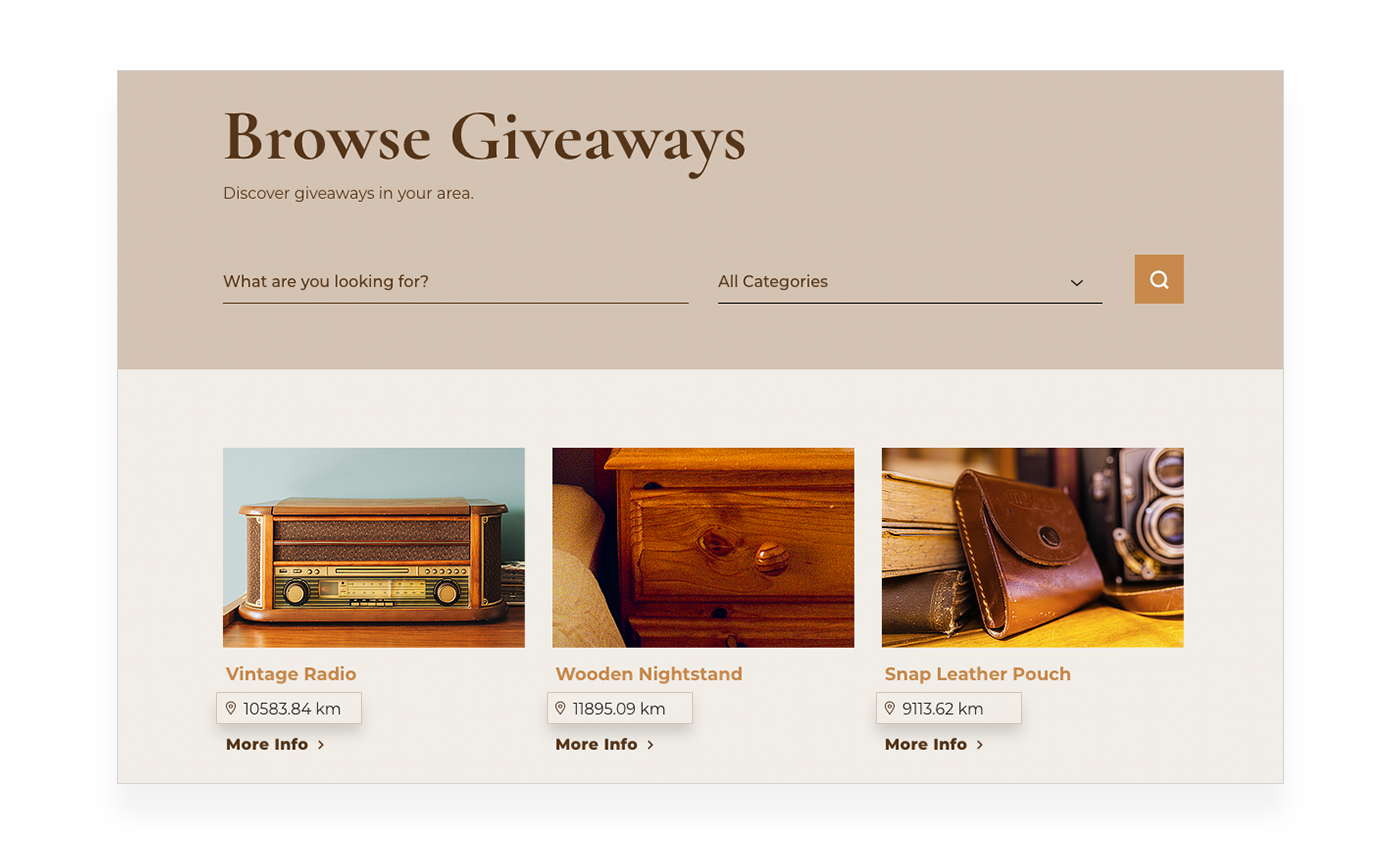 Browse Giveaways
Discover giveaways in your area.
What are you looking for?
All Categories
Vintage Radio
10583.84 km
More Info
Wooden Nightstand
11895.09 km
More Info
Snap Leather Pouch
9113.62 km
More Info